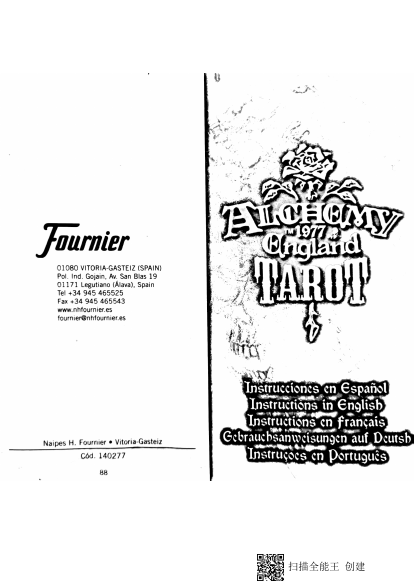 Fournier
01080 VITORIA-GASTEIZ (SPAIN)
Pol. Ind. Gojain, Av. San Blas 19
01171 Legutiano (Álava), Spain
Tel +34 945 465525
Fax +34 945 465543
www.nhfournier.es
fournier@nhfournier.es
Naipes H. Fournier • Vitoria-Gasteiz
Cód. 140277
88
ALCHEMY
1977
England
TAROT
Instrucciones en Español
Instructions in English
Instructions en français
Gebrauchsanweisungen auf Deutsh
Instruções en Português
扫描全能王 创建